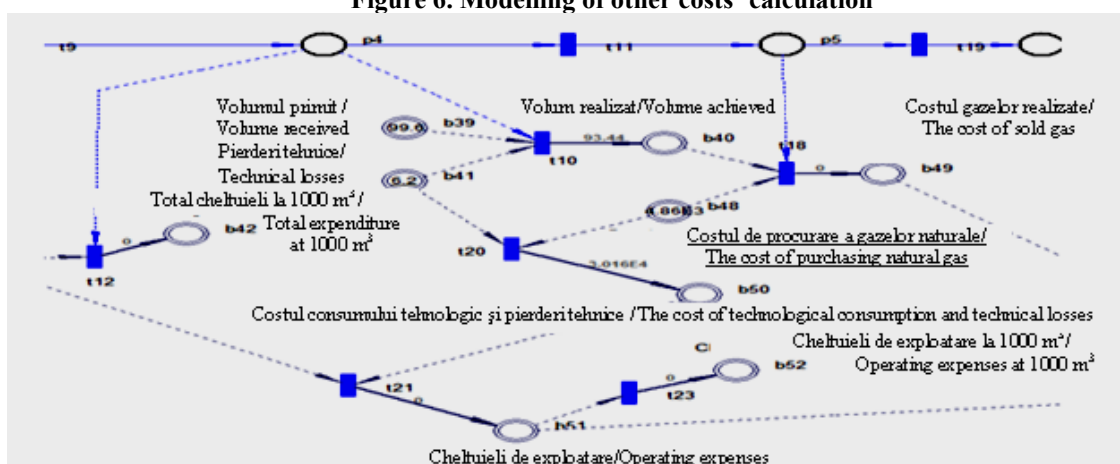 Figure 6. Modelling of other costs' calculation
t9 p4 t11 p5 t19
Volumul primit /
Volume received
99.6 b39
Volum realizat/Volume achieved
Costul gazelor realizate/
The cost of sold gas
t10 93.44 b40
t18 0 b49
Pierderi tehnice/
Technical losses
6.2 b41
Total cheltuieli la 1000 m³/
Total expenditure
at 1000 m³
t12 0 b42
b48
Costul de procurare a gazelor naturale/
The cost of purchasing natural gas
t20 3.016E4 b50
Costul consumului tehnologic şi pierderi tehnice / The cost of technological consumption and technical losses
Cheltuieli de exploatare la 1000 m³/
Operating expenses at 1000 m³
t21 0 b51
t23 0 b52
Cheltuieli de exploatare/Operating expenses